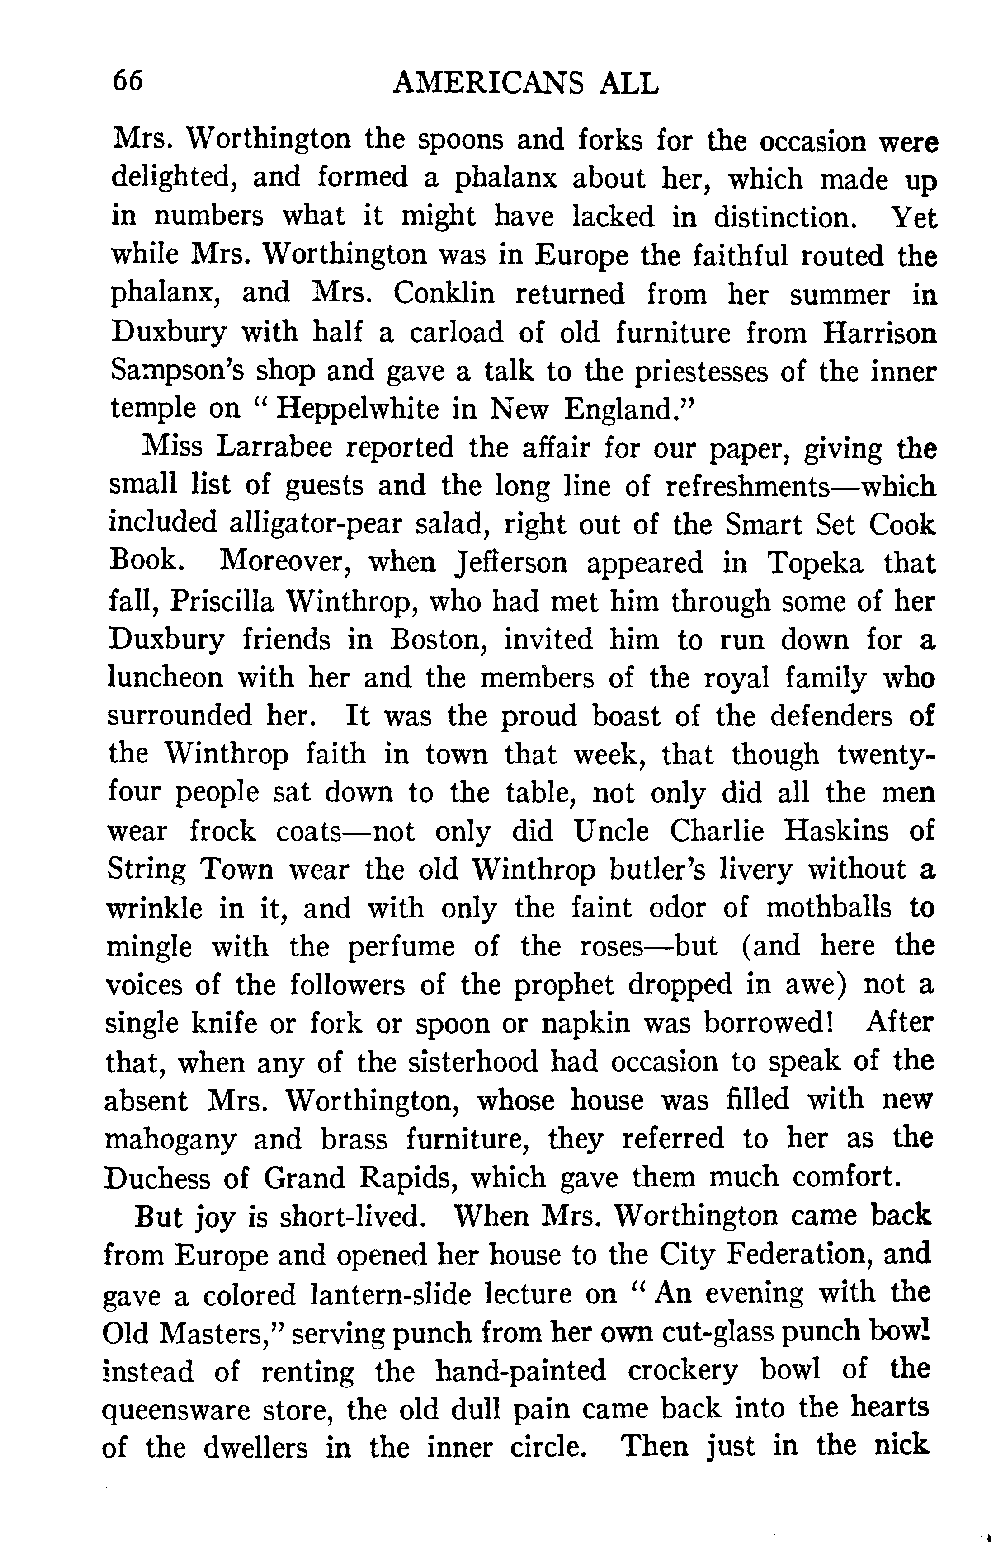 66 AMERICANS ALL
Mrs. Worthington the spoons and forks for the occasion were
delighted, and formed a phalanx about her, which made up
in numbers what it might have lacked in distinction. Yet
while Mrs. Worthington was in Europe the faithful routed the
phalanx, and Mrs. Conklin returned from her summer in
Duxbury with half a carload of old furniture from Harrison
Sampson's shop and gave a talk to the priestesses of the inner
temple on " Heppelwhite in New England."
Miss Larrabee reported the affair for our paper, giving the
small list of guests and the long line of refreshments—which
included alligator-pear salad, right out of the Smart Set Cook
Book. Moreover, when Jefferson appeared in Topeka that
fall, Priscilla Winthrop, who had met him through some of her
Duxbury friends in Boston, invited him to run down for a
luncheon with her and the members of the royal family who
surrounded her. It was the proud boast of the defenders of
the Winthrop faith in town that week, that though twenty-
four people sat down to the table, not only did all the men
wear frock coats—not only did Uncle Charlie Haskins of
String Town wear the old Winthrop butler's livery without a
wrinkle in it, and with only the faint odor of mothballs to
mingle with the perfume of the roses—but (and here the
voices of the followers of the prophet dropped in awe) not a
single knife or fork or spoon or napkin was borrowed! After
that, when any of the sisterhood had occasion to speak of the
absent Mrs. Worthington, whose house was filled with new
mahogany and brass furniture, they referred to her as the
Duchess of Grand Rapids, which gave them much comfort.
But joy is short-lived. When Mrs. Worthington came back
from Europe and opened her house to the City Federation, and
gave a colored lantern-slide lecture on " An evening with the
Old Masters," serving punch from her own cut-glass punch bowl
instead of renting the hand-painted crockery bowl of the
queensware store, the old dull pain came back into the hearts
of the dwellers in the inner circle. Then just in the nick